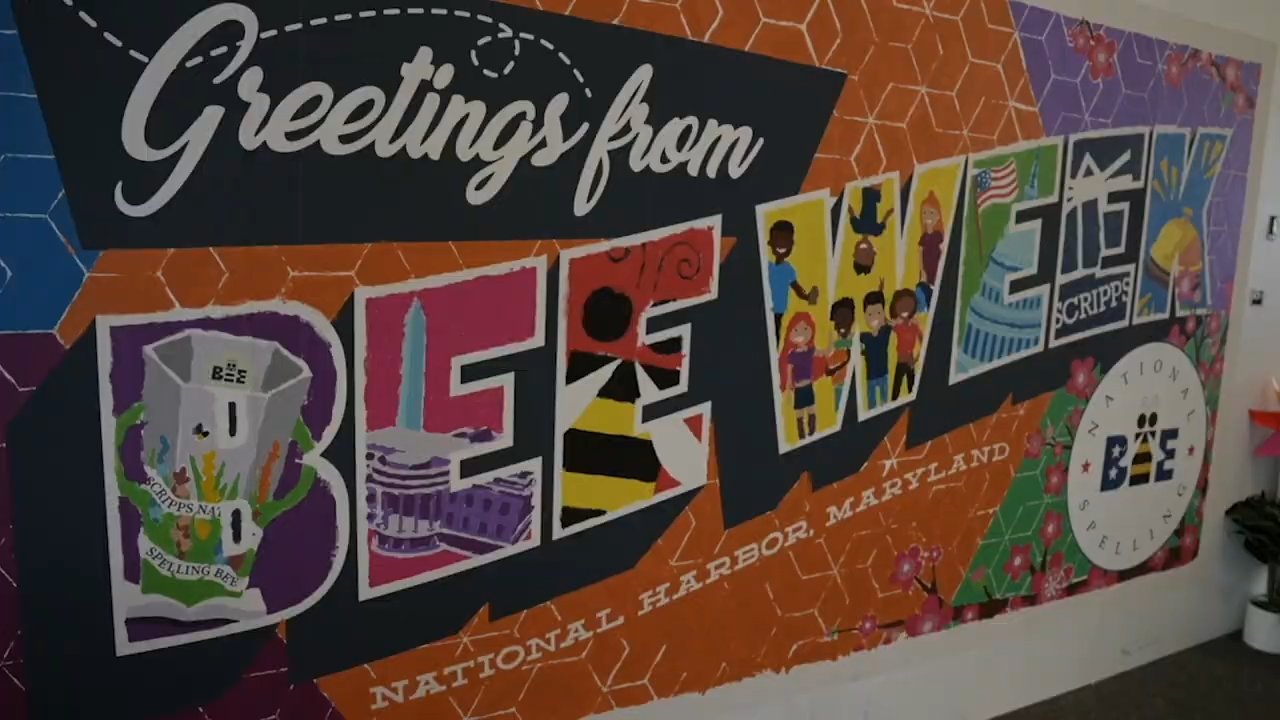 Greetings from
BEE WEEK
BEE
SCRIPPS NAT
SPELLING BEE
SCRIPPS
NATIONAL HARBOR, MARYLAND
NATIONAL
BEE
SPELLING